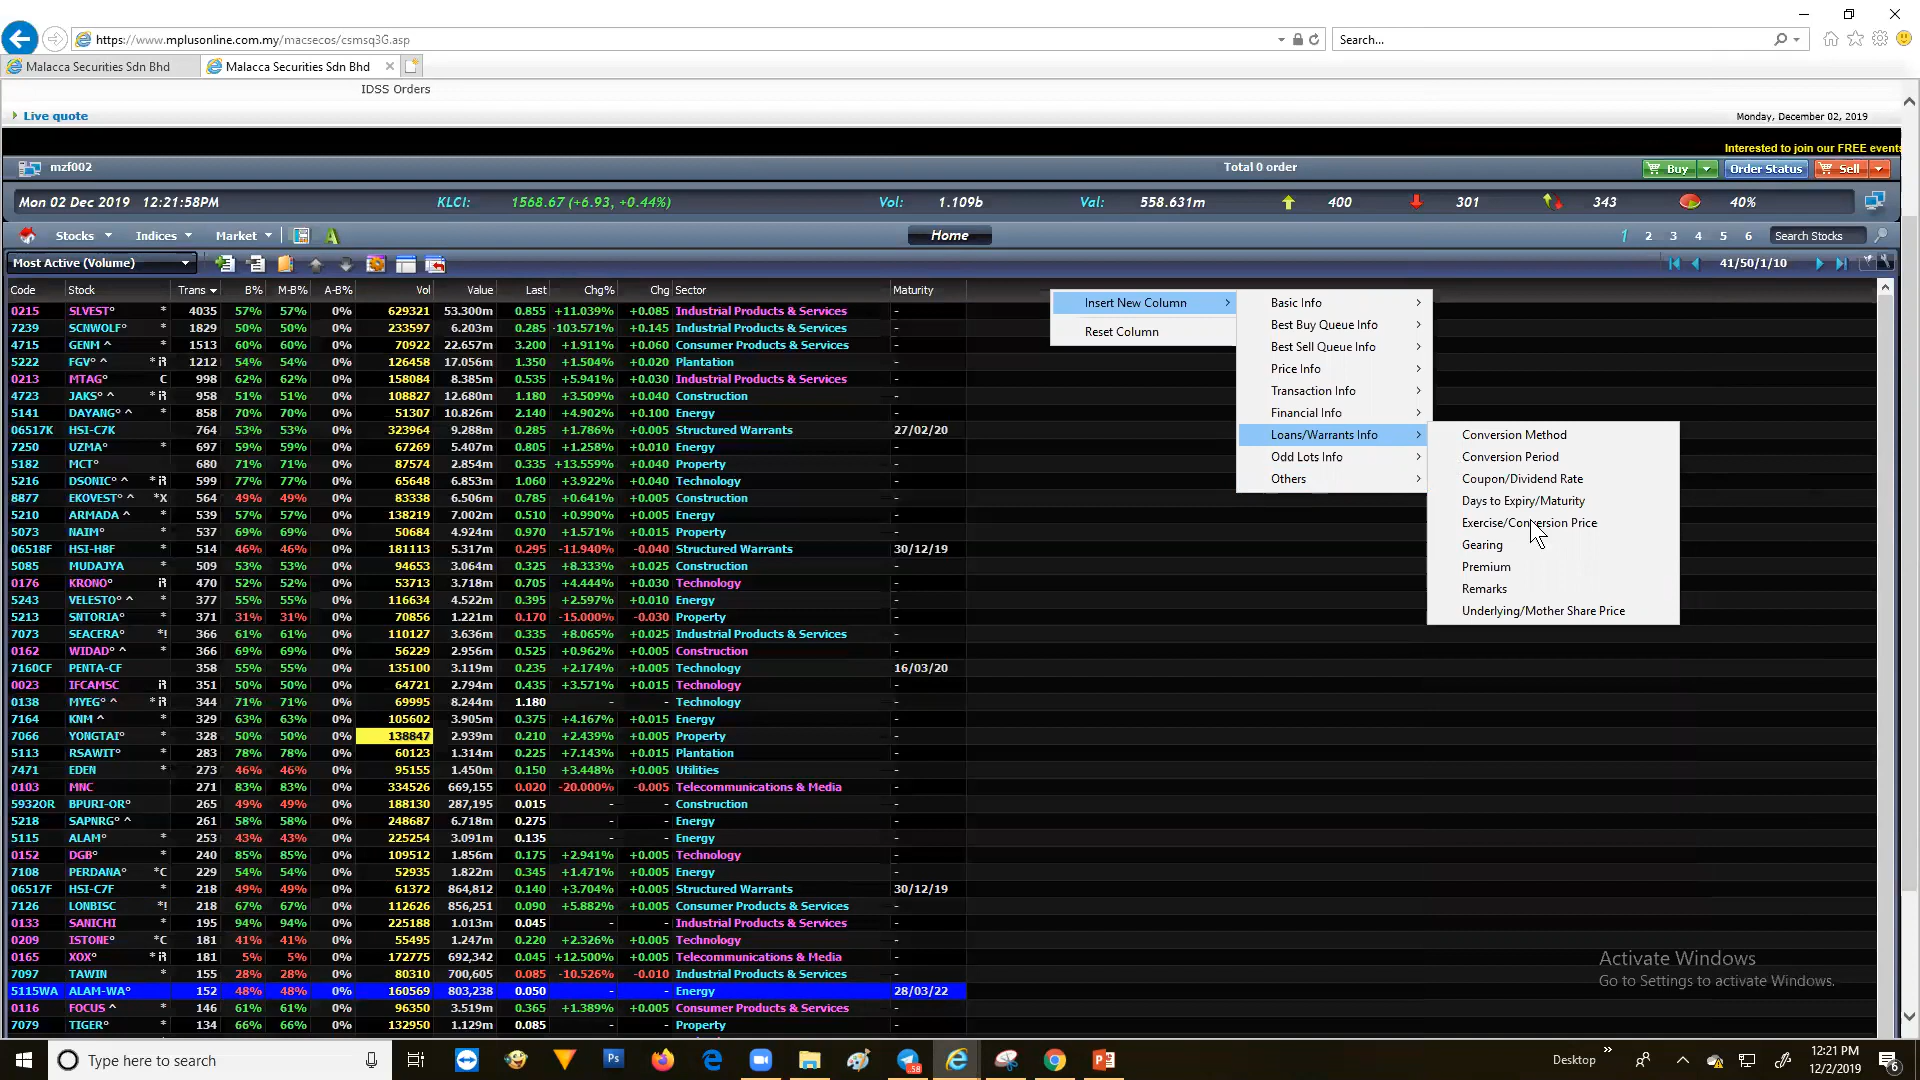 https://www.mplusonline.com.my/macsecos/csmsq3G.asp
Search...
Malacca Securities Sdn Bhd
Malacca Securities Sdn Bhd
IDSS Orders
Live quote
Monday, December 02, 2019
Interested to join our FREE events
mzf002
Total 0 order
Buy
Order Status
Sell
Mon 02 Dec 2019 12:21:58PM
KLCI: 1568.67 (+6.93, +0.44%)
Vol: 1.109b
Val: 558.631m
400
301
343
40%
Stocks
Indices
Market
Home
1 2 3 4 5 6
Search Stocks
Most Active (Volume)
41/50/1/10
Code Stock Trans B% M-B% A-B% Vol Value Last Chg% Chg Sector Maturity
0215 SLVEST° * 4035 57% 57% 0% 629321 53.300m 0.855 +11.039% +0.085 Industrial Products & Services -
7239 SCNWOLF° * 1829 50% 50% 0% 233597 6.203m 0.285 -103.571% +0.145 Industrial Products & Services -
4715 GENM ^ * 1513 60% 60% 0% 70922 22.657m 3.200 +1.911% +0.060 Consumer Products & Services -
5222 FGV° ^ *iR 1212 54% 54% 0% 126458 17.056m 1.350 +1.504% +0.020 Plantation -
0213 MTAG° C 998 62% 62% 0% 158084 8.385m 0.535 +5.941% +0.030 Industrial Products & Services -
4723 JAKS° ^ *iR 958 51% 51% 0% 108827 12.680m 1.180 +3.509% +0.040 Construction -
5141 DAYANG° ^ * 858 70% 70% 0% 51307 10.826m 2.140 +4.902% +0.100 Energy -
06517K HSI-C7K 764 53% 53% 0% 323964 9.288m 0.285 +1.786% +0.005 Structured Warrants 27/02/20
7250 UZMA° * 697 59% 59% 0% 67269 5.407m 0.805 +1.258% +0.010 Energy -
5182 MCT° * 680 71% 71% 0% 87574 2.854m 0.335 +13.559% +0.040 Property -
5216 DSONIC° ^ * 599 77% 77% 0% 65648 6.853m 1.060 +3.922% +0.040 Technology -
8877 EKOVEST° ^ *X 564 49% 49% 0% 83338 6.506m 0.785 +0.641% +0.005 Construction -
5210 ARMADA ^ * 539 57% 57% 0% 138219 7.002m 0.510 +0.990% +0.005 Energy -
5073 NAIM° * 537 69% 69% 0% 50684 4.924m 0.970 +1.571% +0.015 Property -
06518F HSI-H8F * 514 46% 46% 0% 181113 5.317m 0.295 -11.940% -0.040 Structured Warrants 30/12/19
5085 MUDAJYA * 509 53% 53% 0% 94653 3.064m 0.325 +8.333% +0.025 Construction -
0176 KRONO° iR 470 52% 52% 0% 53713 3.718m 0.705 +4.444% +0.030 Technology -
5243 VELESTO° ^ * 377 55% 55% 0% 116634 4.522m 0.395 +2.597% +0.010 Energy -
5213 SNTORIA° * 371 31% 31% 0% 70856 1.221m 0.170 -15.000% -0.030 Property -
7073 SEACERA° *! 366 61% 61% 0% 110127 3.636m 0.335 +8.065% +0.025 Industrial Products & Services -
0162 WIDAD° ^ * 366 69% 69% 0% 56229 2.956m 0.525 +0.962% +0.005 Construction -
7160CF PENTA-CF 358 55% 55% 0% 135100 3.119m 0.235 +2.174% +0.005 Technology 16/03/20
0023 IFCAMSC iR 351 50% 50% 0% 64721 2.794m 0.435 +3.571% +0.015 Technology -
0138 MYEG° ^ *iR 344 71% 71% 0% 69995 8.244m 1.180 - - Technology -
7164 KNM ^ * 329 63% 63% 0% 105602 3.905m 0.375 +4.167% +0.015 Energy -
7066 YONGTAI° * 328 50% 50% 0% 138847 2.939m 0.210 +2.439% +0.005 Property -
5113 RSAWIT° * 283 78% 78% 0% 60123 1.314m 0.225 +7.143% +0.015 Plantation -
7471 EDEN * 273 46% 46% 0% 95155 1.450m 0.150 +3.448% +0.005 Utilities -
0103 MNC 271 83% 83% 0% 334526 669,155 0.020 -20.000% -0.005 Telecommunications & Media -
5932OR BPURI-OR° 265 49% 49% 0% 188130 287,195 0.015 - - Construction -
5218 SAPNRG° ^ 261 58% 58% 0% 248687 6.718m 0.275 - - Energy -
5115 ALAM° * 253 43% 43% 0% 225254 3.091m 0.135 - - Energy -
0152 DGB° * 240 85% 85% 0% 109512 1.856m 0.175 +2.941% +0.005 Technology -
7108 PERDANA° *C 229 54% 54% 0% 52935 1.822m 0.345 +1.471% +0.005 Energy -
06517F HSI-C7F * 218 49% 49% 0% 61372 864,812 0.140 +3.704% +0.005 Structured Warrants 30/12/19
7126 LONBISC *! 218 67% 67% 0% 112626 856,251 0.090 +5.882% +0.005 Consumer Products & Services -
0133 SANICHI * 195 94% 94% 0% 225188 1.013m 0.045 - - Industrial Products & Services -
0209 ISTONE° *C 181 41% 41% 0% 55495 1.247m 0.220 +2.326% +0.005 Technology -
0165 XOX° *iR 181 5% 5% 0% 172775 692,342 0.045 +12.500% +0.005 Telecommunications & Media -
7097 TAWIN * 155 28% 28% 0% 80310 700,605 0.085 -10.526% -0.010 Industrial Products & Services -
5115WA ALAM-WA° * 152 48% 48% 0% 160569 803,238 0.050 - - Energy 28/03/22
0116 FOCUS ^ * 146 61% 61% 0% 96350 3.519m 0.365 +1.389% +0.005 Consumer Products & Services -
7079 TIGER° * 134 66% 66% 0% 132950 1.129m 0.085 - - Property -
Insert New Column
Reset Column
Basic Info
Best Buy Queue Info
Best Sell Queue Info
Price Info
Transaction Info
Financial Info
Loans/Warrants Info
Odd Lots Info
Others
Conversion Method
Conversion Period
Coupon/Dividend Rate
Days to Expiry/Maturity
Exercise/Conversion Price
Gearing
Premium
Remarks
Underlying/Mother Share Price
Activate Windows
Go to Settings to activate Windows.
Type here to search
Ps
58
Desktop
12:21 PM
12/2/2019
6